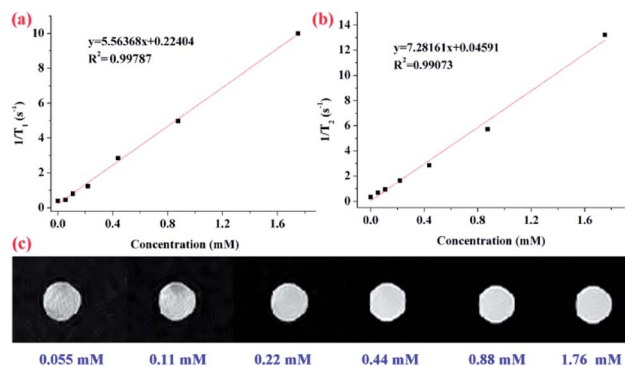 (a)
10
8
6
4
2
0
1/T₁ (s⁻¹)
y=5.56368x+0.22404
R²= 0.99787
0.0
0.4
0.8
1.2
1.6
Concentration (mM)
(b)
14
12
10
8
6
4
2
0
1/T₂ (s⁻¹)
y=7.28161x+0.04591
R²=0.99073
0.0
0.6
1.2
1.8
Concentration (mM)
(c)
0.055 mM
0.11 mM
0.22 mM
0.44 mM
0.88 mM
1.76 mM